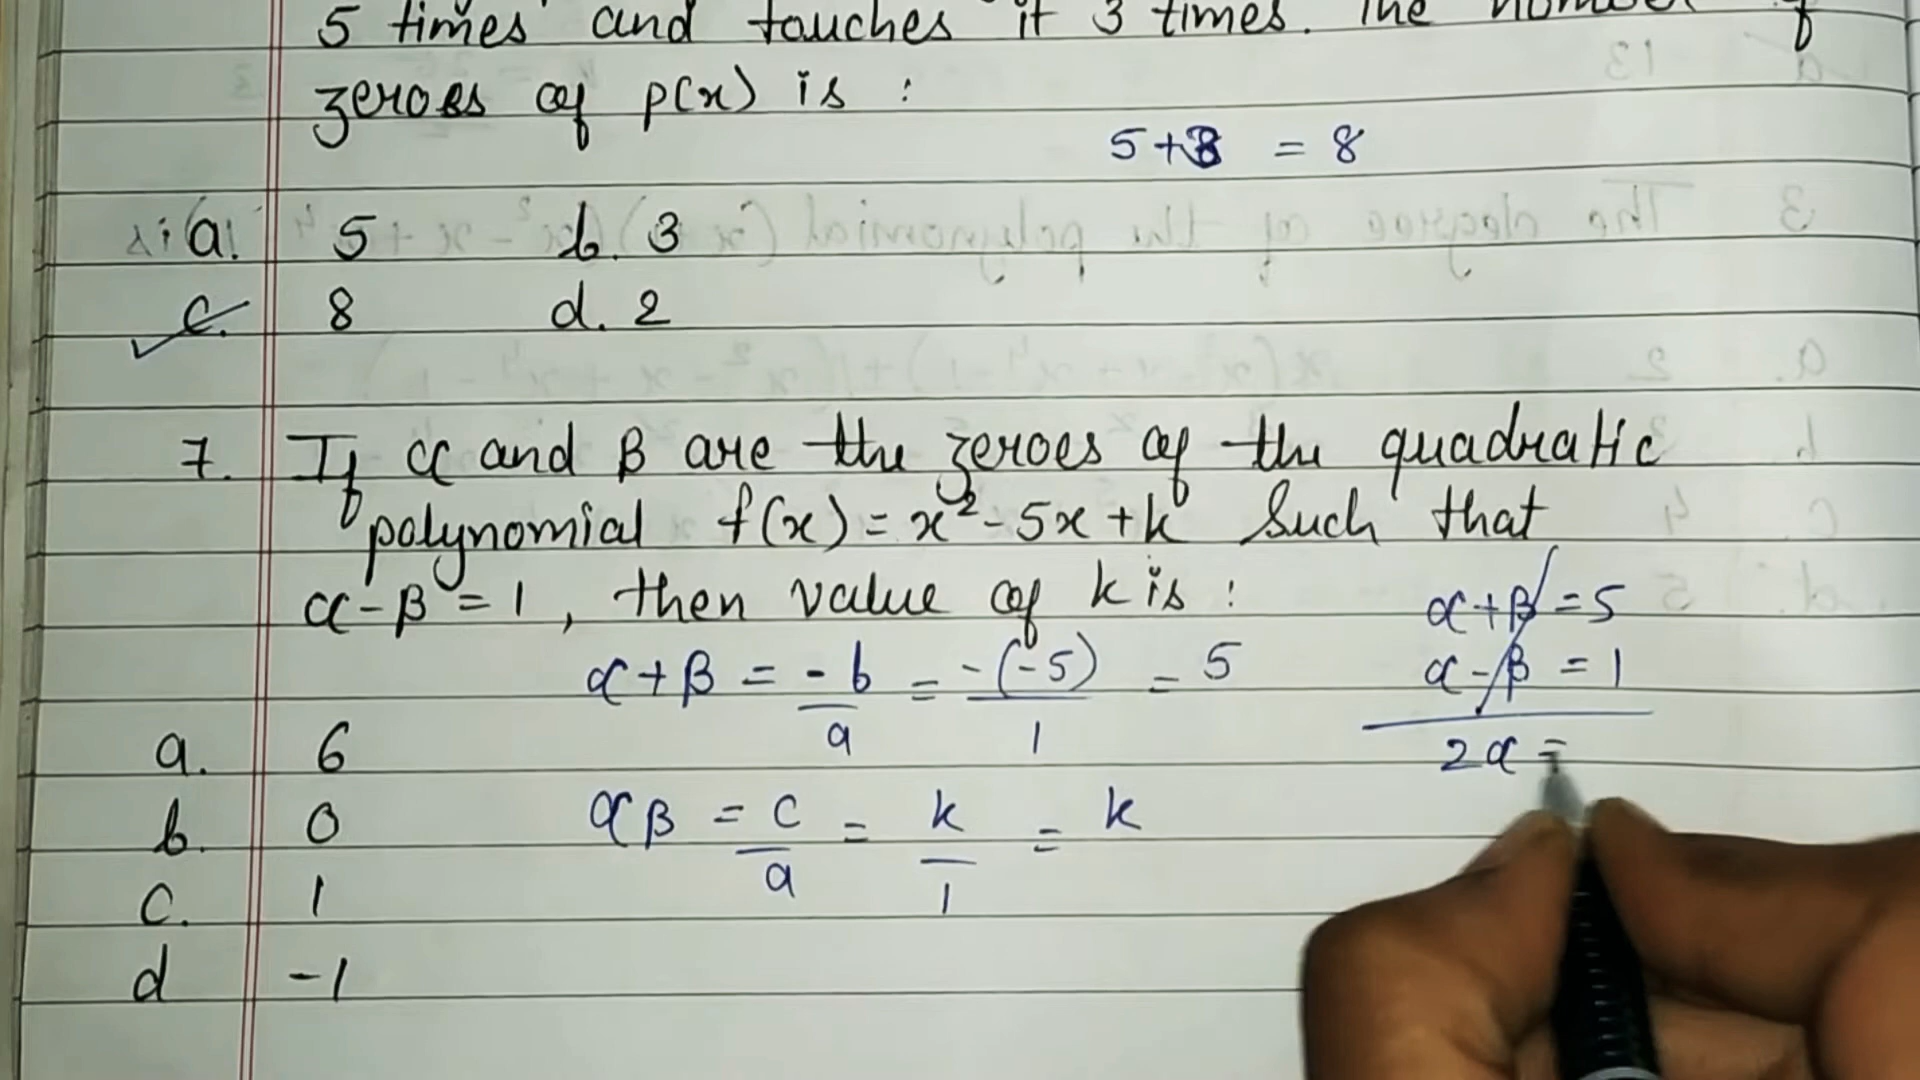 5 times and touches it 3 times. The number of
zeroes of p(x) is :
5+3 = 8
a. 5 b. 3
c. 8 d. 2
7. If α and β are the zeroes of the quadratic
polynomial f(x) = x² - 5x + k such that
α - β = 1, then value of k is :
α + β = 5
α + β = -b/a = -(-5)/1 = 5
α - β = 1
a. 6
2α =
b. 0
αβ = c/a = k/1 = k
c. 1
d -1